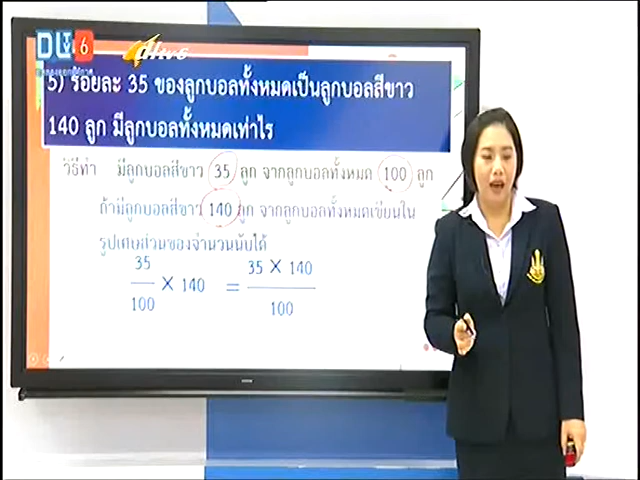 DLTV 6
Live
5) ร้อยละ 35 ของลูกบอลทั้งหมดเป็นลูกบอลสีขาว
140 ลูก มีลูกบอลทั้งหมดเท่าไร
วิธีทำ มีลูกบอลสีขาว 35 ลูก จากลูกบอลทั้งหมด 100 ลูก
ถ้ามีลูกบอลสีขาว 140 ลูก จากลูกบอลทั้งหมดเขียนใน
รูปเศษส่วนของจำนวนนับได้
35/100 × 140 = 35 × 140/100